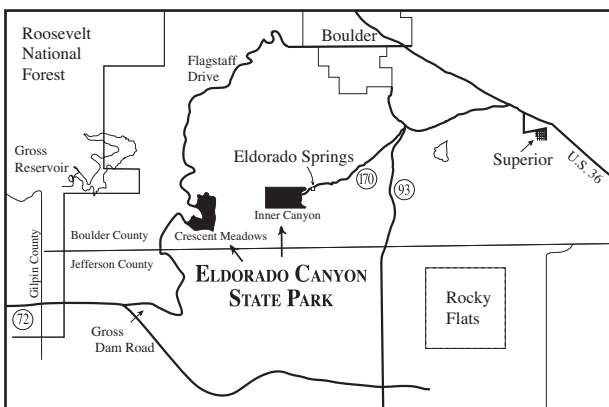 Roosevelt
National
Forest
Flagstaff
Drive
Boulder
Gross
Reservoir
Eldorado Springs
Superior
U.S. 36
170
93
Inner Canyon
Crescent Meadows
Gilpin County
Boulder County
Jefferson County
ELDORADO CANYON
STATE PARK
Rocky
Flats
72
Gross
Dam Road